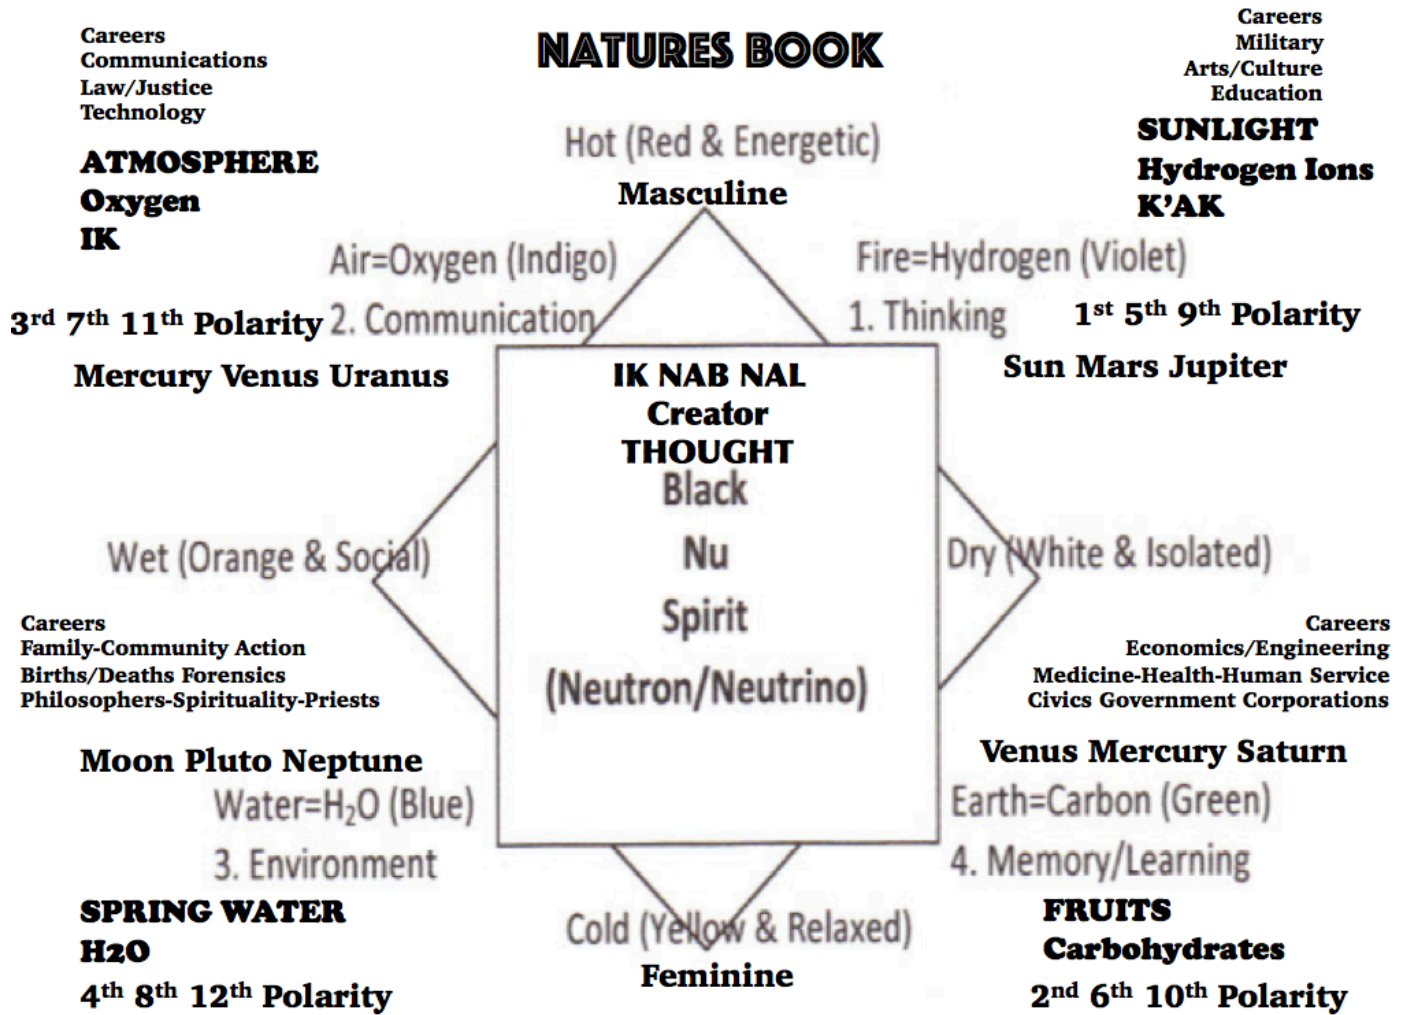 NATURES BOOK
Careers
Communications
Law/Justice
Technology
ATMOSPHERE
Oxygen
IK
Careers
Military
Arts/Culture
Education
SUNLIGHT
Hydrogen Ions
K'AK
Hot (Red & Energetic)
Masculine
Air=Oxygen (Indigo)
2. Communication
3rd 7th 11th Polarity
Mercury Venus Uranus
Fire=Hydrogen (Violet)
1. Thinking
1st 5th 9th Polarity
Sun Mars Jupiter
IK NAB NAL
Creator
THOUGHT
Black
Nu
Spirit
(Neutron/Neutrino)
Wet (Orange & Social)
Dry (White & Isolated)
Careers
Family-Community Action
Births/Deaths Forensics
Philosophers-Spirituality-Priests
Moon Pluto Neptune
Water=H₂O (Blue)
3. Environment
SPRING WATER
H2O
4th 8th 12th Polarity
Careers
Economics/Engineering
Medicine-Health-Human Service
Civics Government Corporations
Venus Mercury Saturn
Earth=Carbon (Green)
4. Memory/Learning
FRUITS
Carbohydrates
2nd 6th 10th Polarity
Cold (Yellow & Relaxed)
Feminine